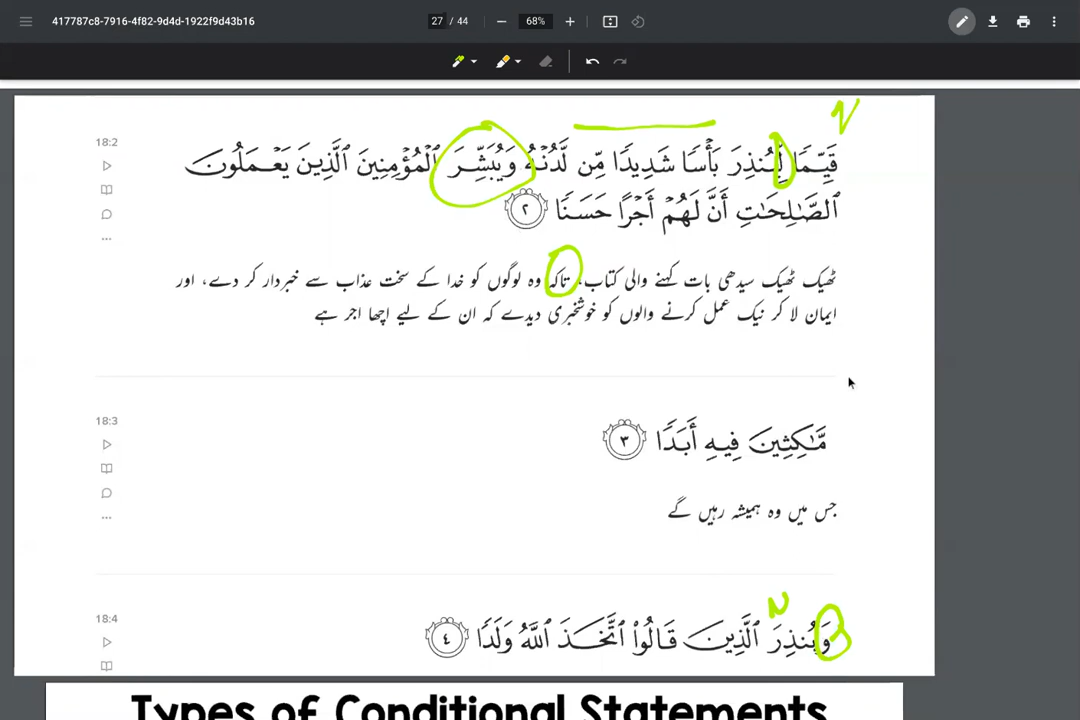 417787c8-7916-4f82-9d4d-1922f9d43b16
27 / 44
68%
18:2
قَيِّمًا لِّيُنذِرَ بَأْسًا شَدِيدًا مِّن لَّدُنْهُ وَيُبَشِّرَ ٱلْمُؤْمِنِينَ ٱلَّذِينَ يَعْمَلُونَ
ٱلصَّـٰلِحَـٰتِ أَنَّ لَهُمْ أَجْرًا حَسَنًا ٢
ٹھیک ٹھیک سیدھی بات کہنے والی کتاب، تاکہ وہ لوگوں کو خدا کے سخت عذاب سے خبردار کر دے، اور
ایمان لا کر نیک عمل کرنے والوں کو خوشخبری دیدے کہ ان کے لیے اچھا اجر ہے
18:3
مَّـٰكِثِينَ فِيهِ أَبَدًا ٣
جس میں وہ ہمیشہ رہیں گے
18:4
وَيُنذِرَ ٱلَّذِينَ قَالُوا۟ ٱتَّخَذَ ٱللَّهُ وَلَدًا ٤
Types of Conditional Statements